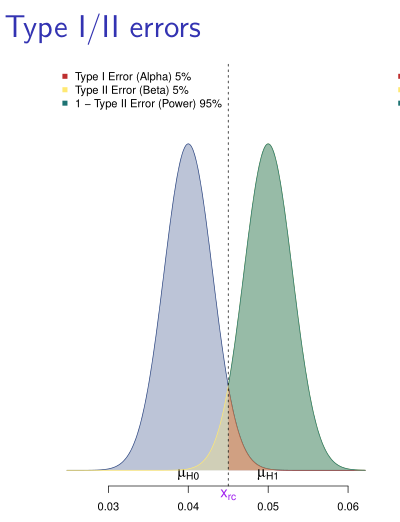 Type I/II errors
Type I Error (Alpha) 5%
Type II Error (Beta) 5%
1 − Type II Error (Power) 95%
μH0 μH1
xrc
0.03 0.04 0.05 0.06